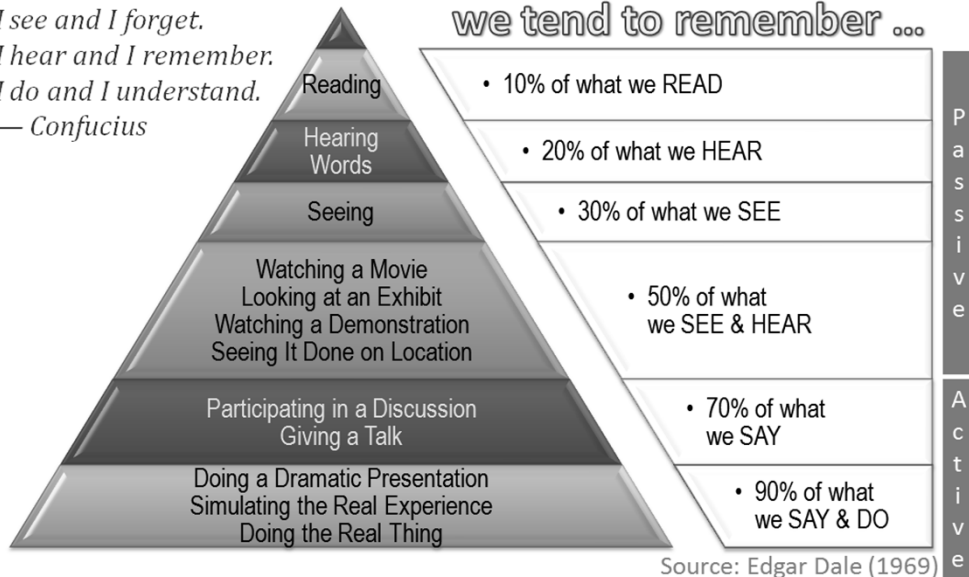 I see and I forget.
I hear and I remember.
I do and I understand.
— Confucius
we tend to remember ...
Reading
• 10% of what we READ
Hearing
Words
• 20% of what we HEAR
Seeing
• 30% of what we SEE
Watching a Movie
Looking at an Exhibit
Watching a Demonstration
Seeing It Done on Location
• 50% of what
we SEE & HEAR
Passive
Participating in a Discussion
Giving a Talk
• 70% of what
we SAY
Doing a Dramatic Presentation
Simulating the Real Experience
Doing the Real Thing
• 90% of what
we SAY & DO
Active
Source: Edgar Dale (1969)